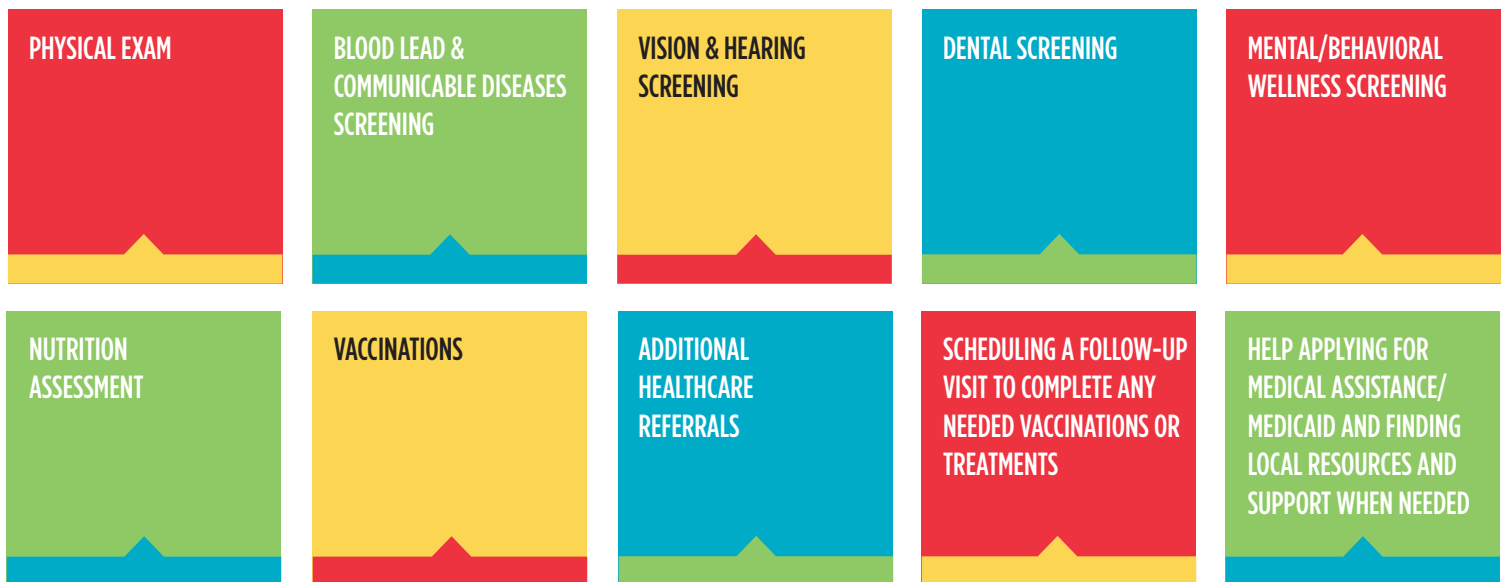 PHYSICAL EXAM
BLOOD LEAD &
COMMUNICABLE DISEASES
SCREENING
VISION & HEARING
SCREENING
DENTAL SCREENING
MENTAL/BEHAVIORAL
WELLNESS SCREENING
NUTRITION
ASSESSMENT
VACCINATIONS
ADDITIONAL
HEALTHCARE
REFERRALS
SCHEDULING A FOLLOW-UP
VISIT TO COMPLETE ANY
NEEDED VACCINATIONS OR
TREATMENTS
HELP APPLYING FOR
MEDICAL ASSISTANCE/
MEDICAID AND FINDING
LOCAL RESOURCES AND
SUPPORT WHEN NEEDED